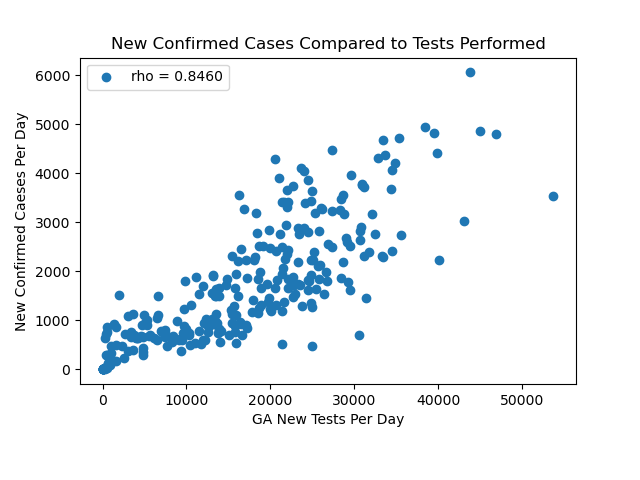 New Confirmed Cases Compared to Tests Performed
rho = 0.8460
6000
5000
4000
3000
2000
1000
0
New Confirmed Caeses Per Day
0 10000 20000 30000 40000 50000
GA New Tests Per Day